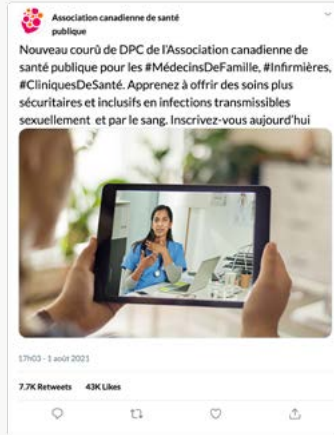 Association canadienne de santé
publique
Nouveau courû de DPC de l'Association canadienne de
santé publique pour les #MédecinsDeFamille, #Infirmières,
#CliniquesDeSanté. Apprenez à offrir des soins plus
sécuritaires et inclusifs en infections transmissibles
sexuellement et par le sang. Inscrivez-vous aujourd'hui
17h03 - 1 août 2021
7.7K Retweets 43K Likes